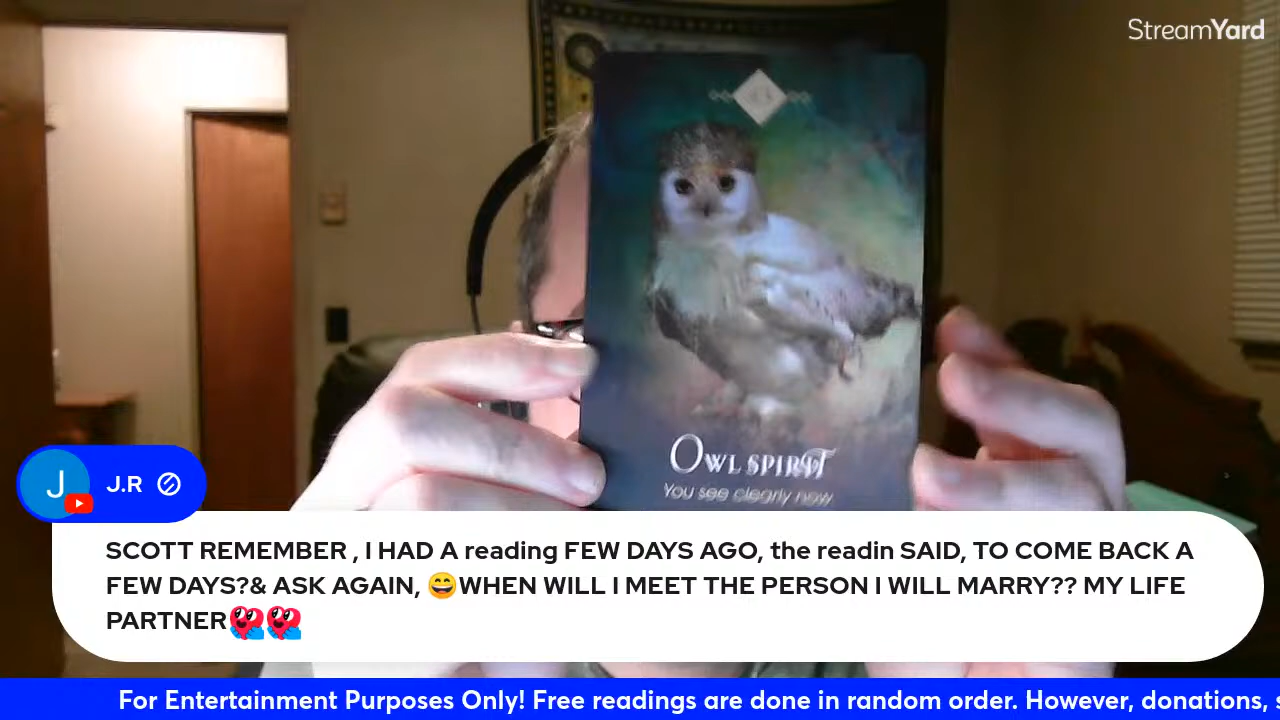 StreamYard
OWL SPIRIT
You see clearly now
J
J.R
SCOTT REMEMBER , I HAD A reading FEW DAYS AGO, the readin SAID, TO COME BACK A
FEW DAYS?& ASK AGAIN, 😄WHEN WILL I MEET THE PERSON I WILL MARRY?? MY LIFE
PARTNER
For Entertainment Purposes Only! Free readings are done in random order. However, donations,